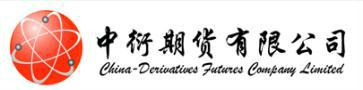 中衍期货有限公司
China-Derivatives Futures Company Limited